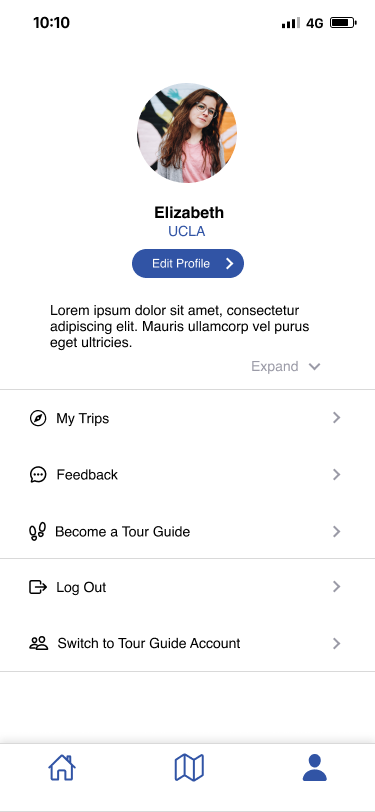 10:10
4G
Elizabeth
UCLA
Edit Profile
Lorem ipsum dolor sit amet, consectetur
adipiscing elit. Mauris ullamcorp vel purus
eget ultricies.
Expand
My Trips
Feedback
Become a Tour Guide
Log Out
Switch to Tour Guide Account